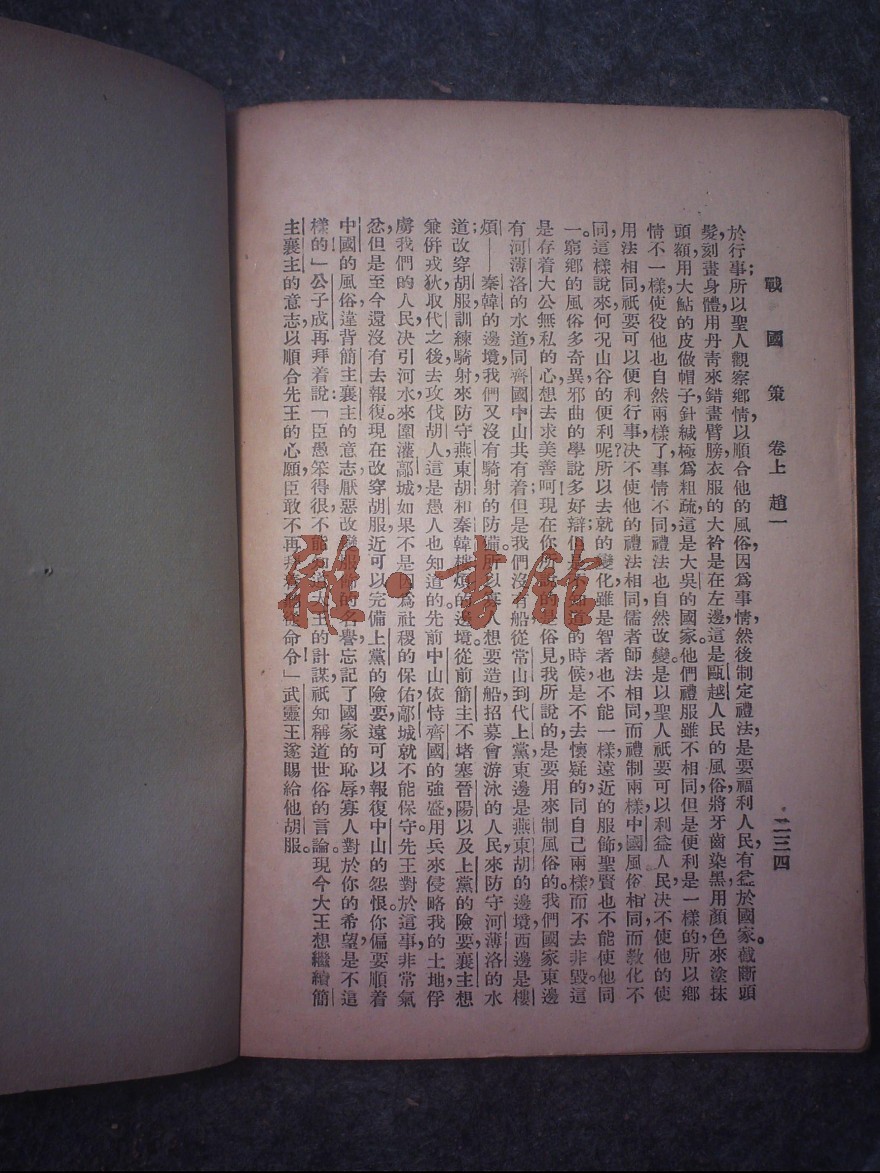 戰國策 卷上 趙一 二三四
於行事；所以聖人觀察鄉情，以順合他的風俗，因爲事情，然後制定禮法，是要福利人民，有益於國家。截斷頭
髮，刻畫身體，用丹靑來錯畫臂膀，衣服的大衿是在左邊。這是甌越人民的風俗。將牙齒染黑，用顏色來塗抹
頭額，用大鮎的皮做帽子，針緘極爲粗疏，這是大吳的國家。他們禮服雖不相同，但是便利是一樣的。所以鄉
情不一樣，使役他也自然兩樣了，事情不同，禮法也自然改變。是以聖人祇要可以利益人民，決不使他的使
用法相同，祇要可以便利行事，決不使他的禮法相同。儒者師法相同，而禮制兩樣，中國風俗相同，而教化不
同。這樣說來，何況山谷的便利呢？所以去就的變化，雖是智者也不能一樣，遠近的服飾，聖賢也不能使他同
一。窮鄉的風俗多奇異，邪曲的學說多好辯；道的時候，是不去懷疑的，同自己兩樣，而不去非毀。這
是存着大公無私的心，想去求美善呵！現在你所俗見，我所說的，是要用來制風俗的。我們國家東邊
有河薄洛的水道，同齊國中山共有着，但是我們沒有船。從常山到代上黨，東邊是燕東胡的邊境，西邊是樓
煩——秦韓的邊境，我們又沒有騎射的防備。所以寡人想要造船，招募會游泳的人民，來防守河薄洛的水
道；改穿胡服，訓練騎射，來防守燕東胡和秦韓樓煩的邊境。從前簡主不堵塞晉陽以及上黨的險要，襄主想
兼併戎狄，取代之後，去攻伐胡人，這是愚人也知道的。先前中山依恃齊國的強盛，用兵來侵略我的土地，俘
虜我們的人民，決引河水來圍灌鄗城，如果不是因爲社稷的保佑，鄗城就不能保守。先王對於這事，非常氣
忿，但是至今還沒有去報復。現在改穿胡服，近可以完備上黨的險要，遠可以報復中山的怨恨。你偏要順着
中國的風俗，違背簡主襄主的意志，厭惡改變服飾的名譽，忘記了國家的恥辱，寡人對於你的希望，是不這
樣的」公子成再拜着說：「臣愚笨得很，不能知大王的計謀，祇知稱道世俗的言論。現今大王想繼續簡
主襄主的意志，以順合先王的心願，臣敢不再從命令！」武靈王遂賜給他胡服。
書館